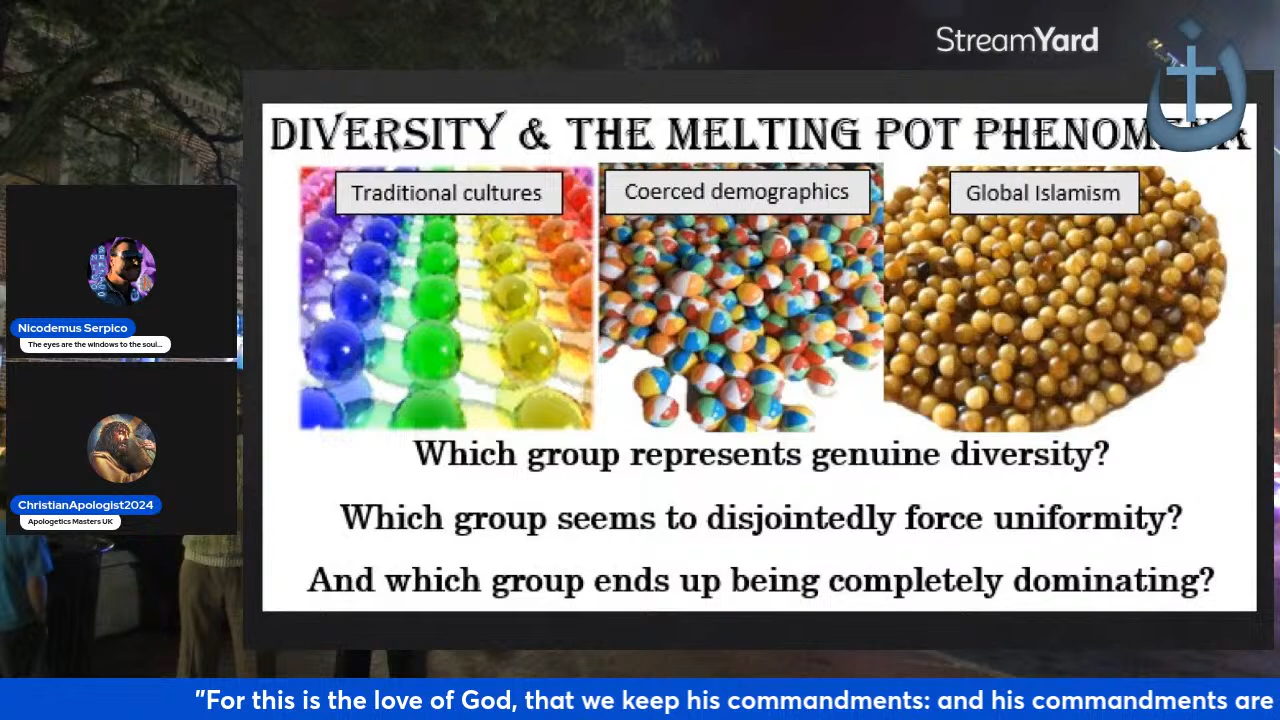 StreamYard
ن
DIVERSITY & THE MELTING POT
Traditional cultures
Coerced demographics
Global Islamism
Which group represents genuine diversity?
Which group seems to disjointedly force uniformity?
And which group ends up being completely dominating?
Nicodemus Serpico
The eyes are the windows to the soul...
ChristianApologist2024
Apologetics Masters UK
"For this is the love of God, that we keep his commandments: and his commandments are